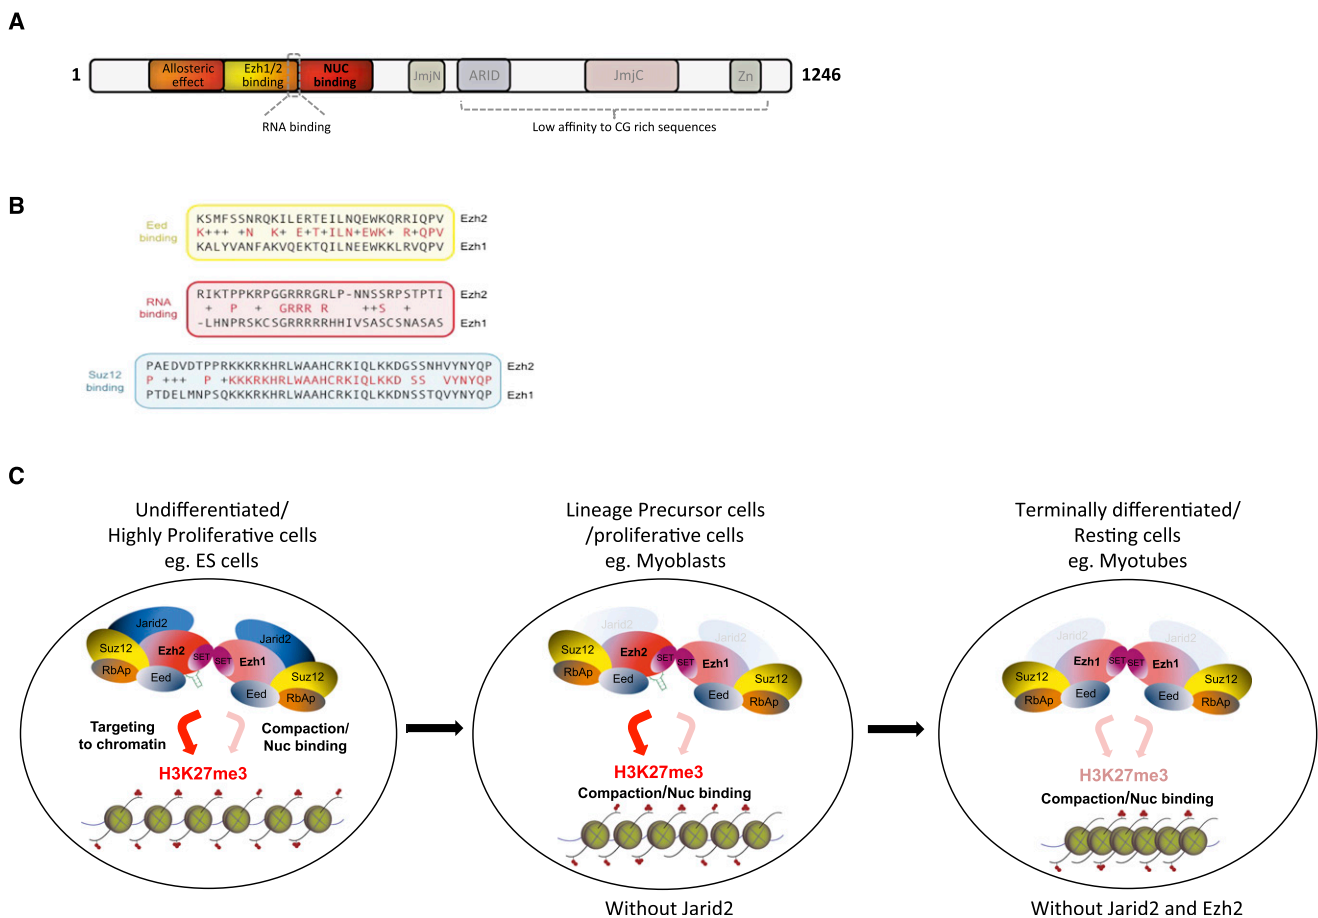 A
1
Allosteric
effect
Ezh1/2
binding
NUC
binding
JmjN
ARID
JmjC
Zn
1246
RNA binding
Low affinity to CG rich sequences
B
Eed
binding
KSMFSSNRQKILERTEILNQEWKQRRIQPV
Ezh2
K+++ +N K+ E+T+ILN+EWK+ R+QPV
KALYVANFAKVQEKTQILNEEWKKLRVQPV
Ezh1
RNA
binding
RIKTPPKRPGGRRRGRLP-NNSSRPSTPTI
Ezh2
+ P + GRRR R ++S +
-LHNPRSKCSGRRRRRHHIVSASCSNASAS
Ezh1
Suz12
binding
PAEDVDTPPRKKKRKHRLWAAHCRKIQLKKDGSSNHVYNYQP
Ezh2
P +++ P +KKKRKHRLWAAHCRKIQLKKD SS VYNYQP
PTDELMNPSQKKKRKHRLWAAHCRKIQLKKDNSSTQVYNYQP
Ezh1
C
Undifferentiated/
Highly Proliferative cells
eg. ES cells
Jarid2
Suz12
Ezh2
SET
RbAp
Eed
Jarid2
SET
Ezh1
Suz12
Eed
RbAp
Targeting
to chromatin
Compaction/
Nuc binding
H3K27me3
Lineage Precursor cells
/proliferative cells
eg. Myoblasts
Jarid2
Suz12
Ezh2
SET
RbAp
Eed
Jarid2
SET
Ezh1
Suz12
Eed
RbAp
H3K27me3
Compaction/Nuc binding
Without Jarid2
Terminally differentiated/
Resting cells
eg. Myotubes
Jarid2
Suz12
Ezh1
SET
RbAp
Eed
Jarid2
SET
Ezh1
Suz12
Eed
RbAp
H3K27me3
Compaction/Nuc binding
Without Jarid2 and Ezh2